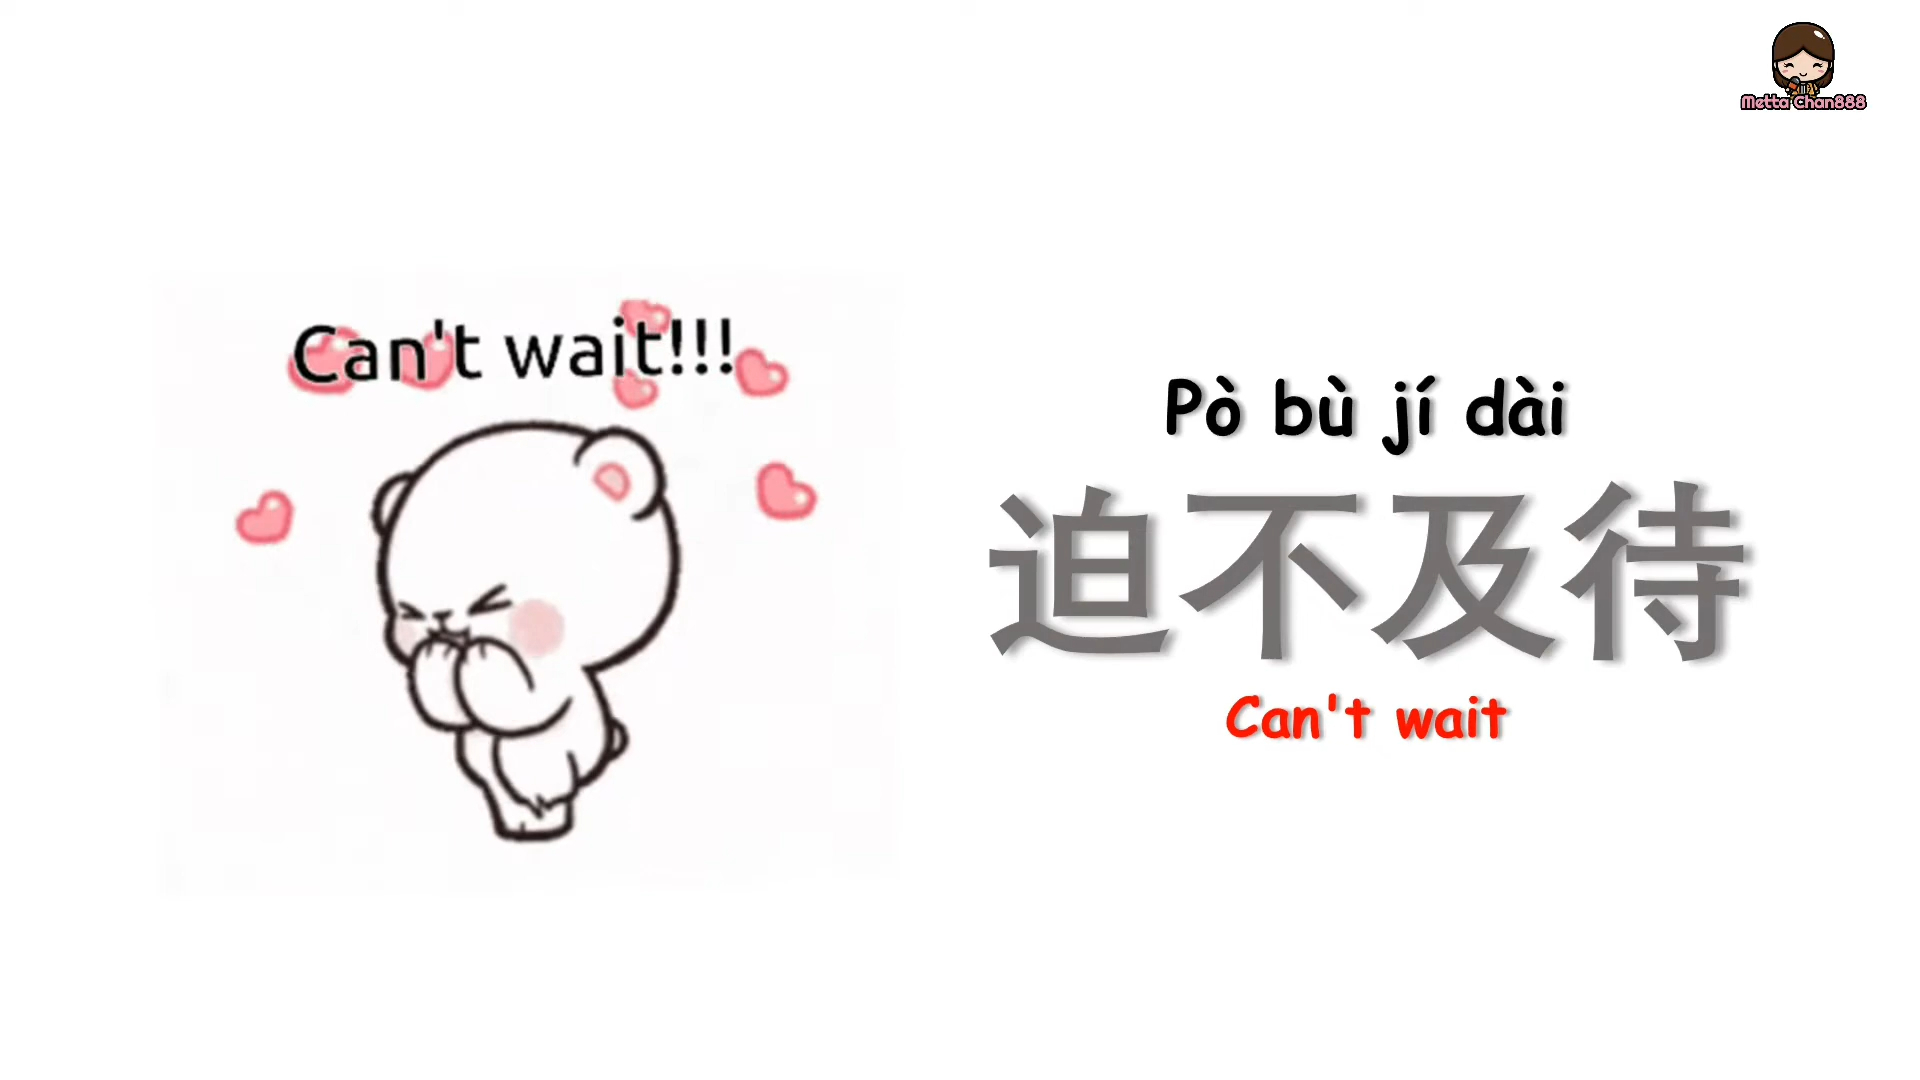 Metta Chan888
Can't wait!!!
Pò bù jí dài
迫不及待
Can't wait